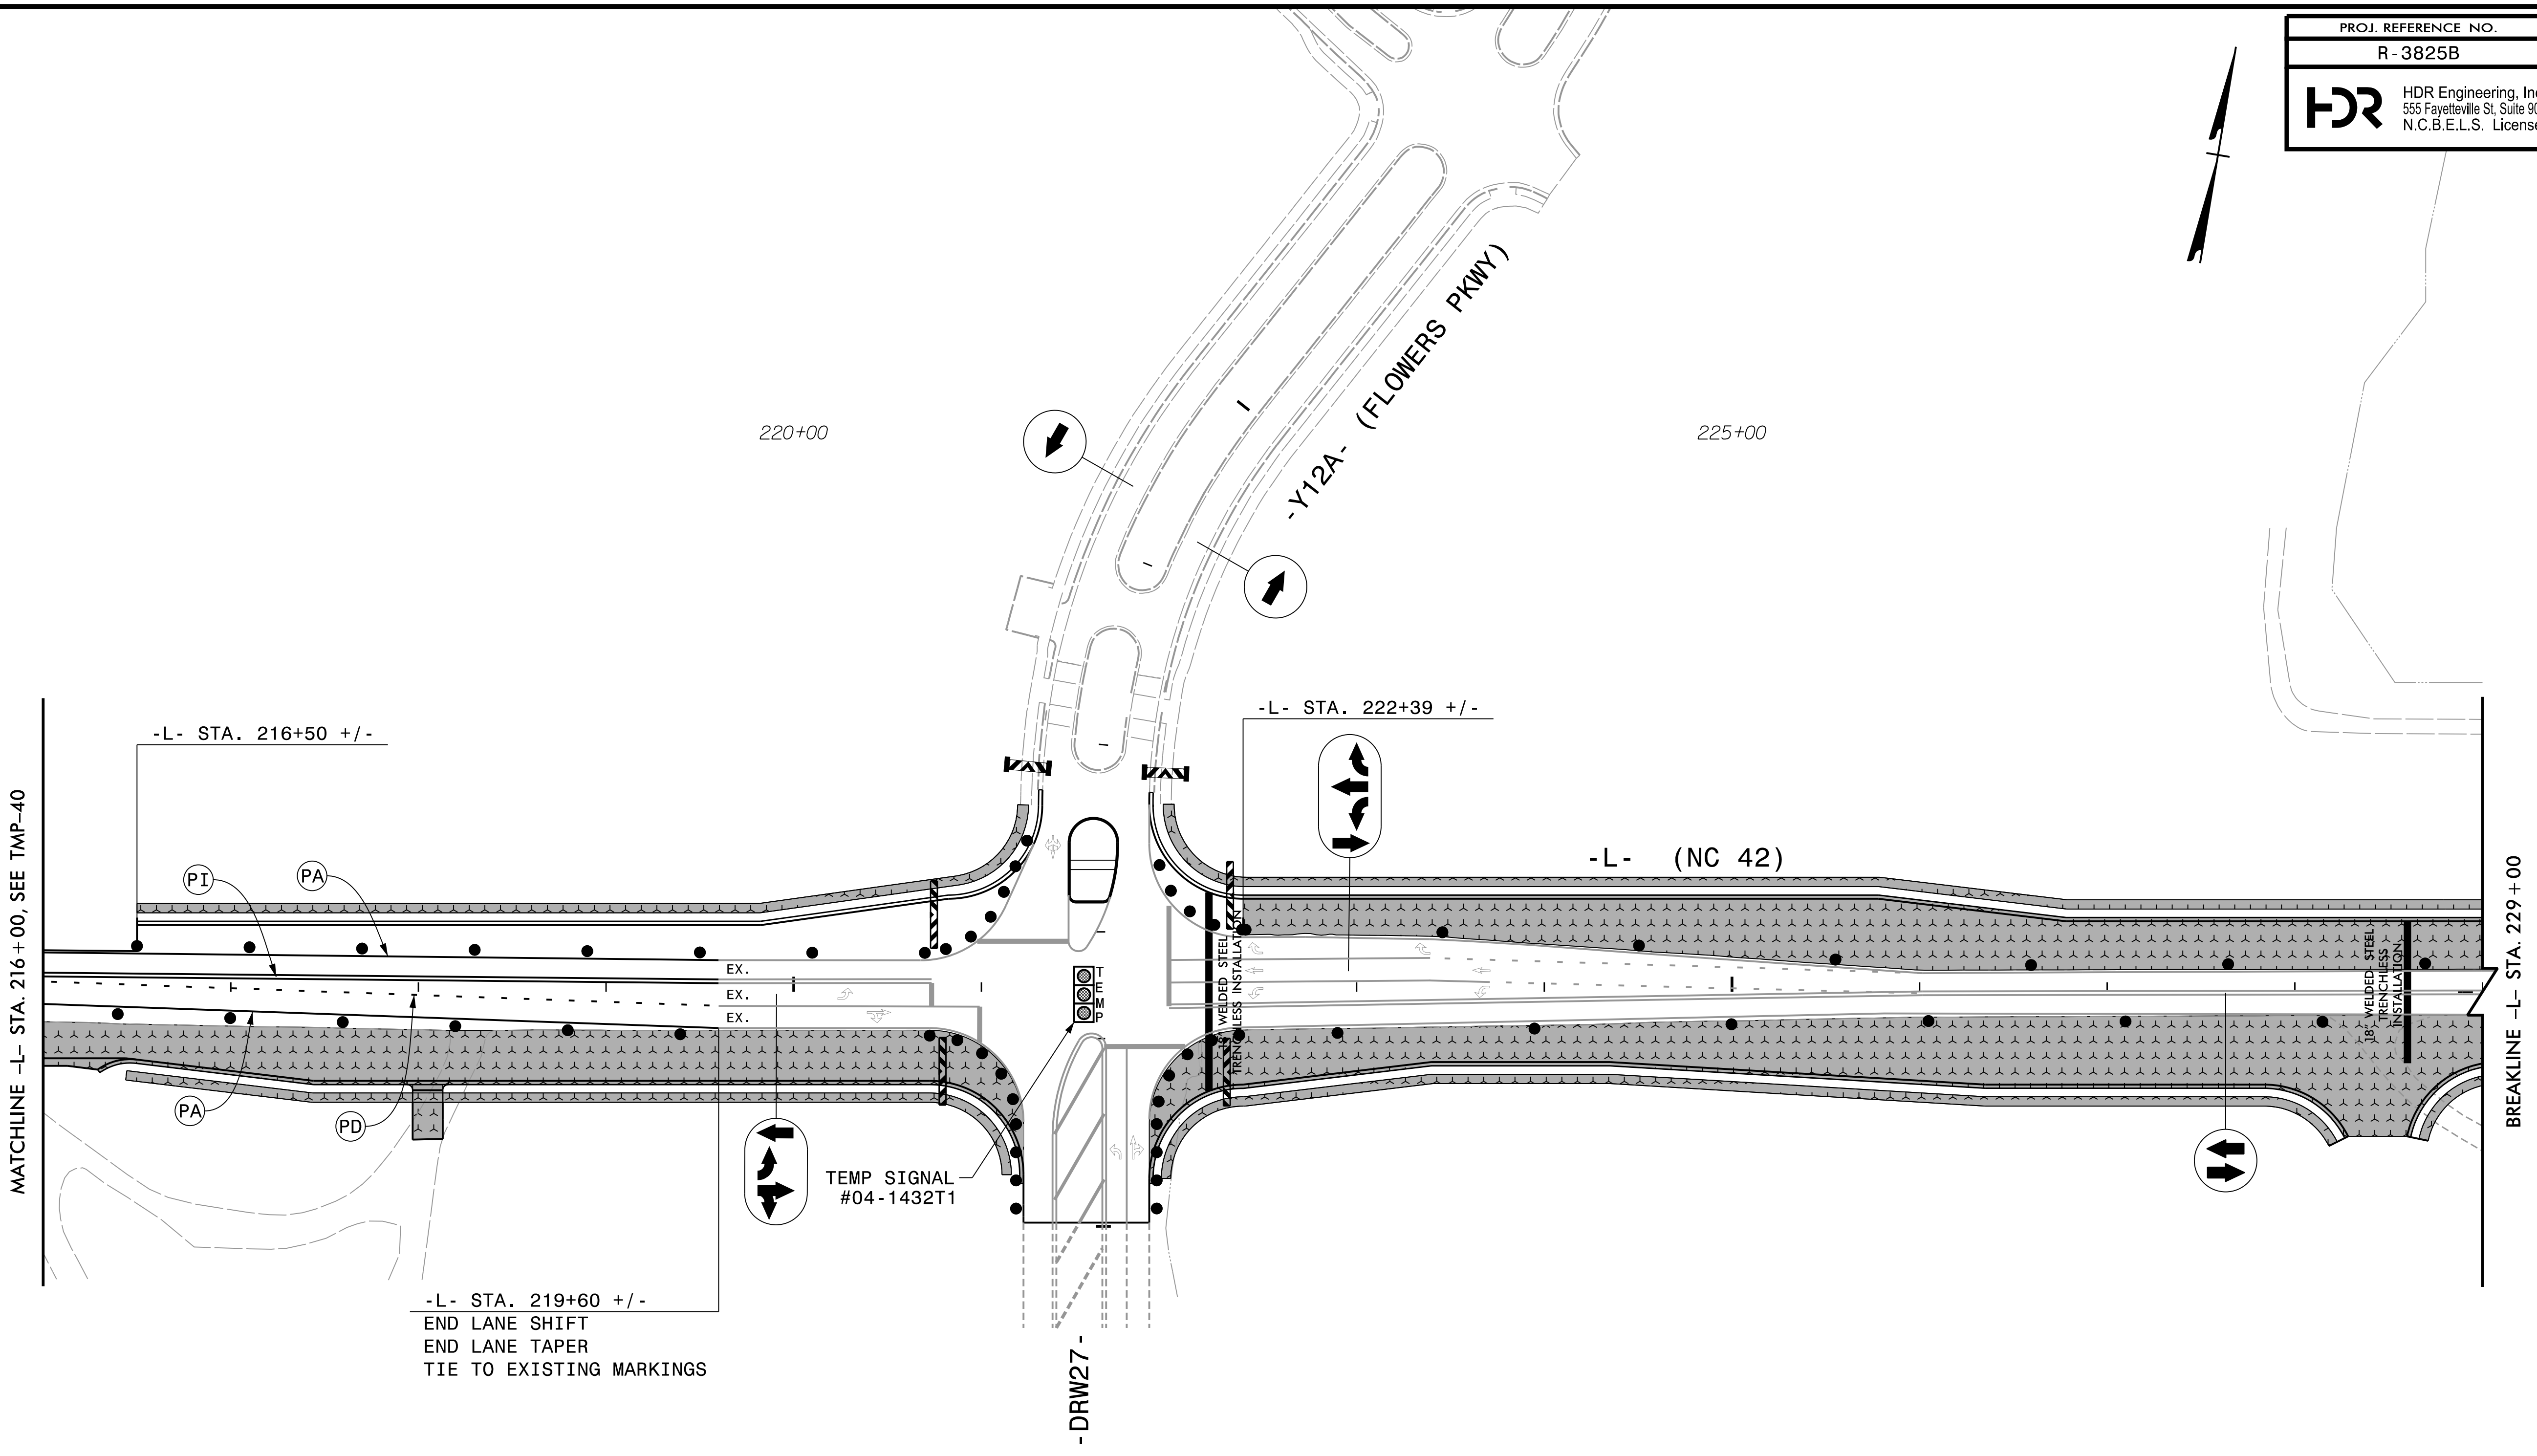 PROJ. REFERENCE NO.
R-3825B
HDR
HDR Engineering, Inc
555 Fayetteville St, Suite 90
N.C.B.E.L.S. License
-Y12A- (FLOWERS PKWY)
220+00
225+00
-L- STA. 216+50 +/-
-L- STA. 222+39 +/-
MATCHLINE -L- STA. 216+00, SEE TMP-40
PI
PA
-L- (NC 42)
BREAKLINE -L- STA. 229+00
EX.
EX.
EX.
TEMP
18" WELDED STEEL
TRENCHLESS INSTALLATION
18" WELDED STEEL
TRENCHLESS
INSTALLATION
PA
PD
TEMP SIGNAL
#04-1432T1
-L- STA. 219+60 +/-
END LANE SHIFT
END LANE TAPER
TIE TO EXISTING MARKINGS
-DRW27-